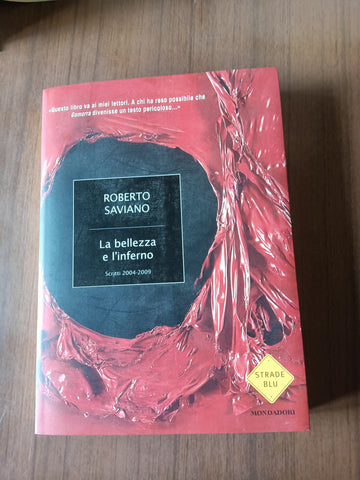 «Questo libro va ai miei lettori. A chi ha reso possibile che
Gomorra divenisse un testo pericoloso...»
ROBERTO
SAVIANO
La bellezza
e l'inferno
Scritti 2004-2009
STRADE
BLU
MONDADORI